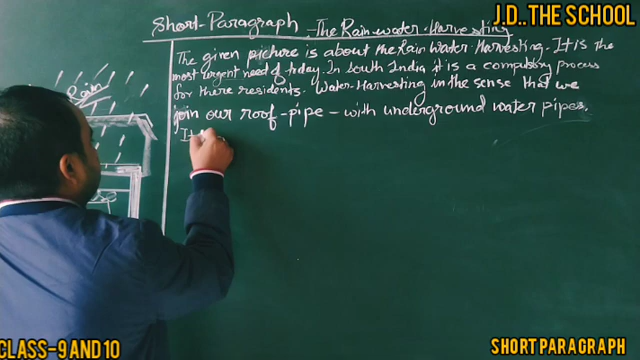 J.D..THE SCHOOL
Short-Paragraph - The Rain water Harvesting
The given picture is about the Rain Water Harvesting. It is the
most urgent need of today. In South India it is a compulsry process
for there residents. Water-Harvesting in the sense that we
join our roof-pipe - with underground water pipes.
It
Rain
CLASS-9 AND 10
SHORT PARAGRAPH